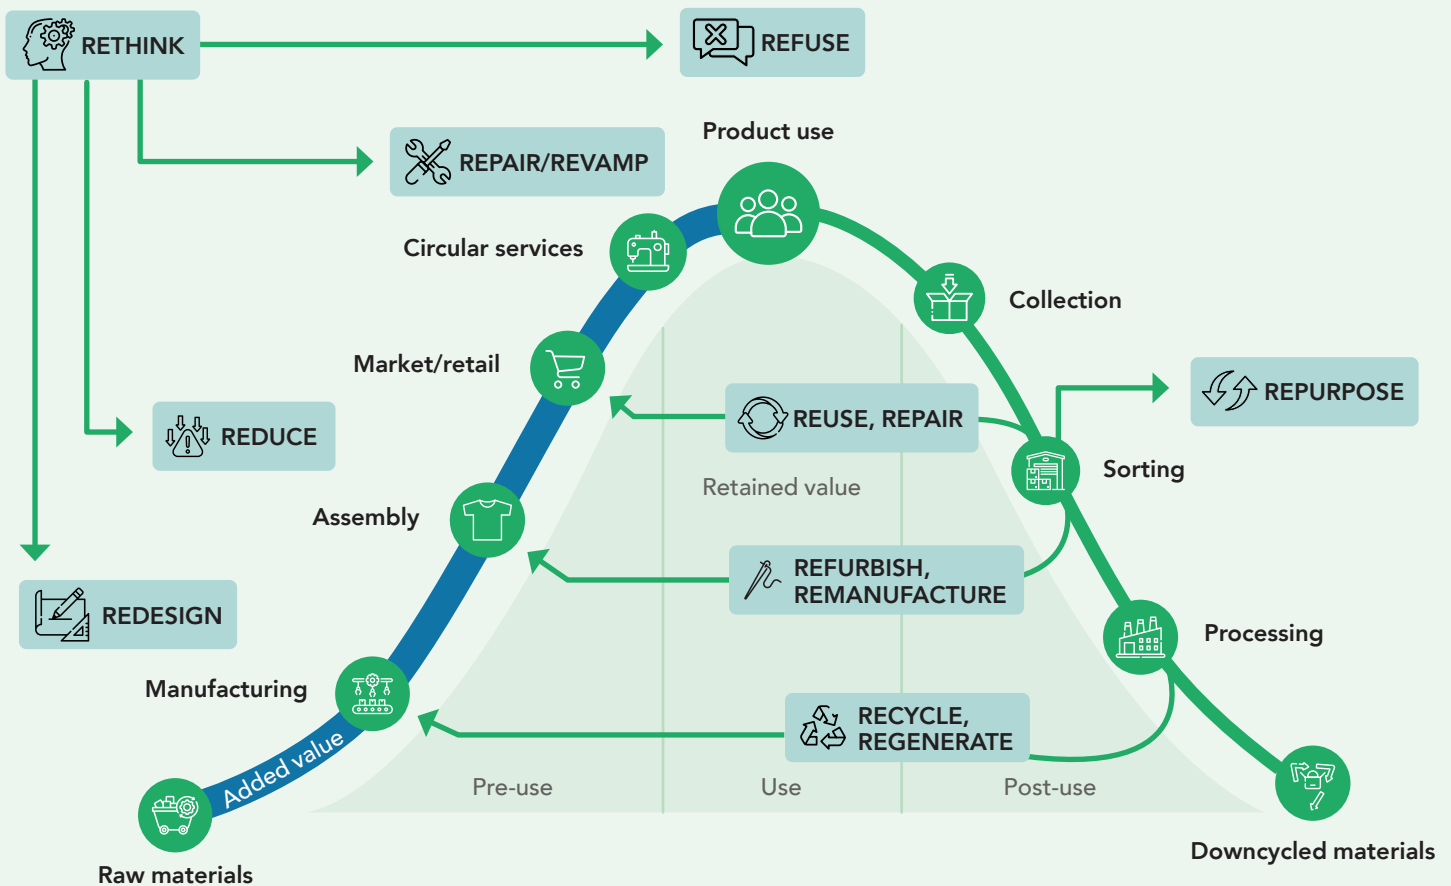 RETHINK
REFUSE
Product use
REPAIR/REVAMP
Circular services
Collection
Market/retail
REUSE, REPAIR
REPURPOSE
REDUCE
Sorting
Retained value
Assembly
REFURBISH,
REMANUFACTURE
REDESIGN
Processing
Manufacturing
RECYCLE,
REGENERATE
Added value
Pre-use
Use
Post-use
Downcycled materials
Raw materials